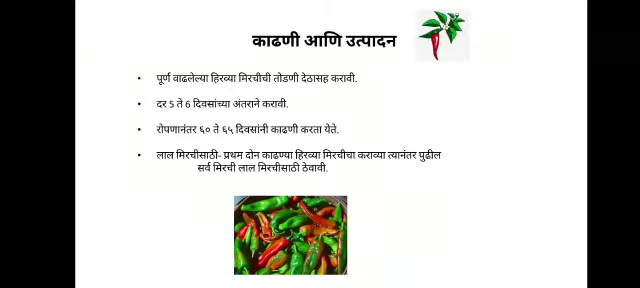 काढणी आणि उत्पादन
• पूर्ण वाढलेल्या हिरव्या मिरचीची तोडणी देठासह करावी.
• दर 5 ते 6 दिवसांच्या अंतराने करावी.
• रोपणानंतर ६० ते ६५ दिवसांनी काढणी करता येते.
• लाल मिरचीसाठी- प्रथम दोन काढण्या हिरव्या मिरचीचा कराव्या त्यानंतर पुढील
सर्व मिरची लाल मिरचीसाठी ठेवावी.